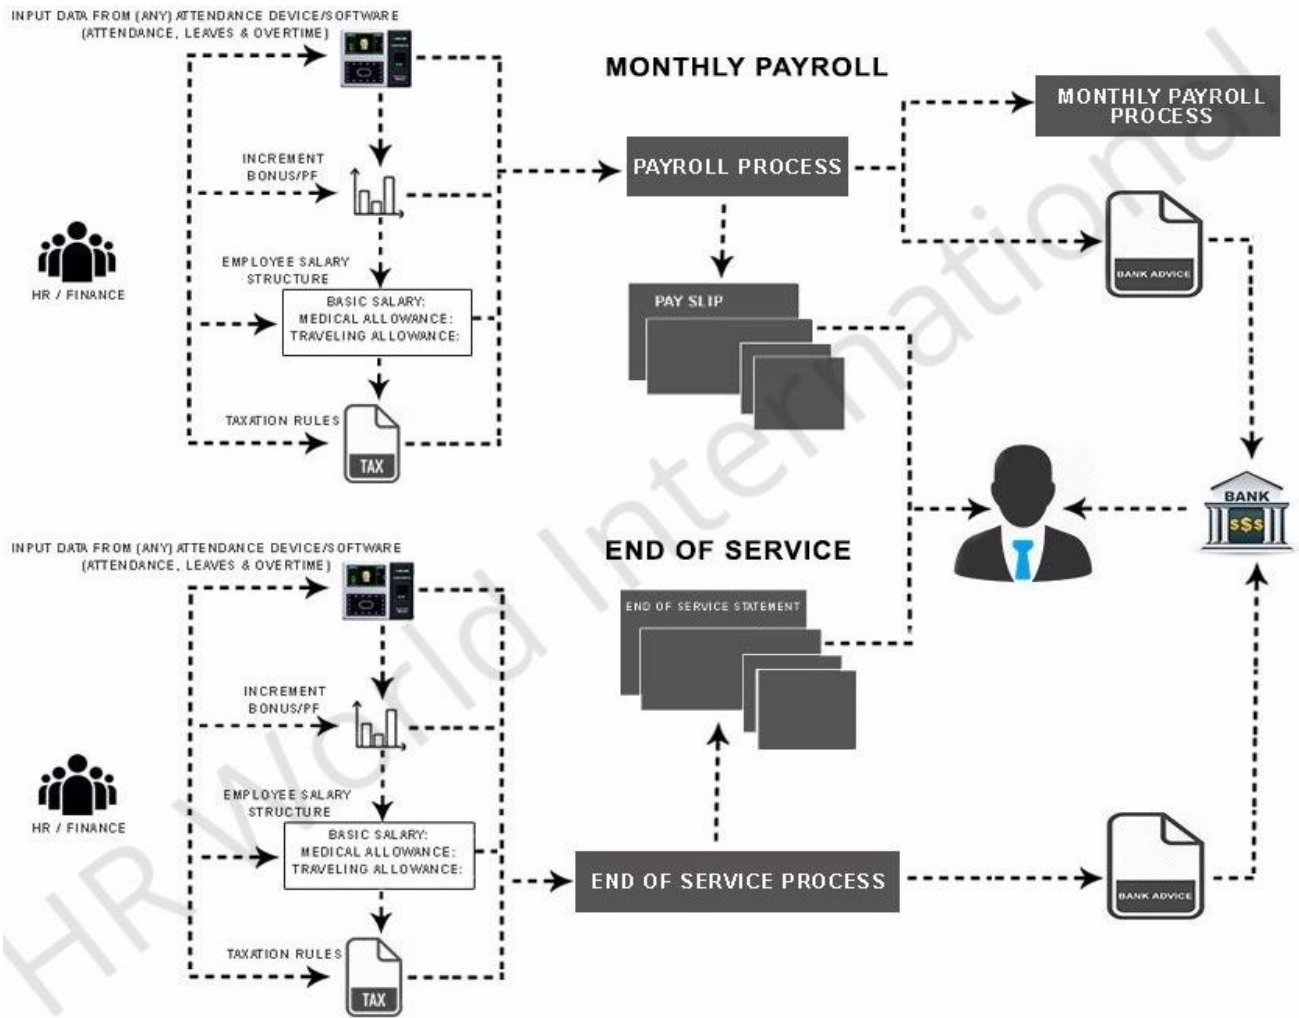 INPUT DATA FROM (ANY) ATTENDANCE DEVICE/SOFTWARE
(ATTENDANCE, LEAVES & OVERTIME)
INCREMENT
BONUS/PF
HR / FINANCE
EMPLOYEE SALARY
STRUCTURE
BASIC SALARY:
MEDICAL ALLOWANCE:
TRAVELING ALLOWANCE:
TAXATION RULES
TAX
MONTHLY PAYROLL
PAYROLL PROCESS
MONTHLY PAYROLL
PROCESS
BANK ADVICE
PAY SLIP
BANK
$$$
INPUT DATA FROM (ANY) ATTENDANCE DEVICE/SOFTWARE
(ATTENDANCE, LEAVES & OVERTIME)
INCREMENT
BONUS/PF
HR / FINANCE
EMPLOYEE SALARY
STRUCTURE
BASIC SALARY:
MEDICAL ALLOWANCE:
TRAVELING ALLOWANCE:
TAXATION RULES
TAX
END OF SERVICE
END OF SERVICE STATEMENT
END OF SERVICE PROCESS
BANK ADVICE
HR World International